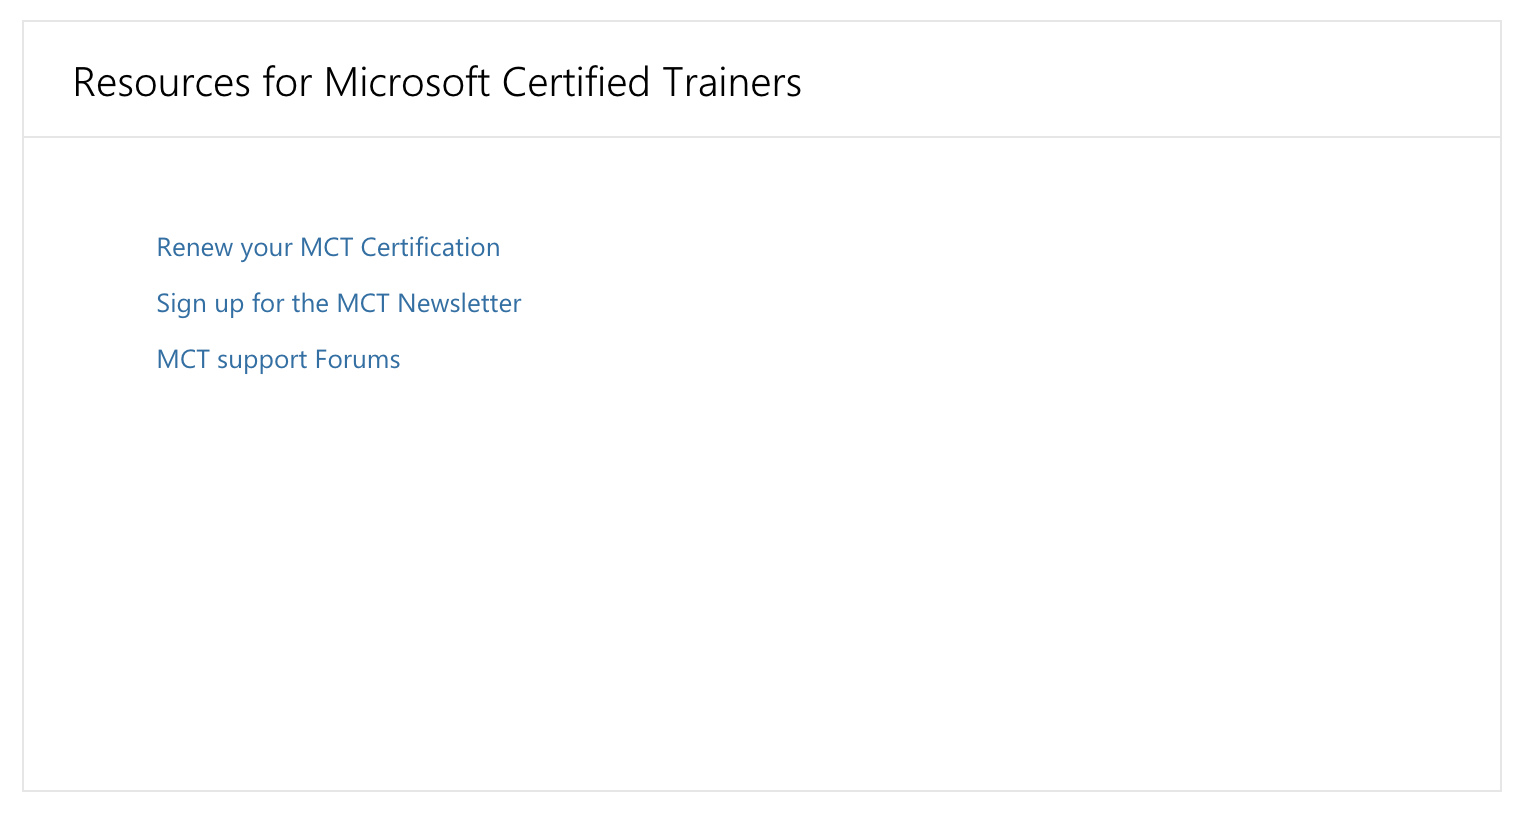 Resources for Microsoft Certified Trainers
Renew your MCT Certification
Sign up for the MCT Newsletter
MCT support Forums